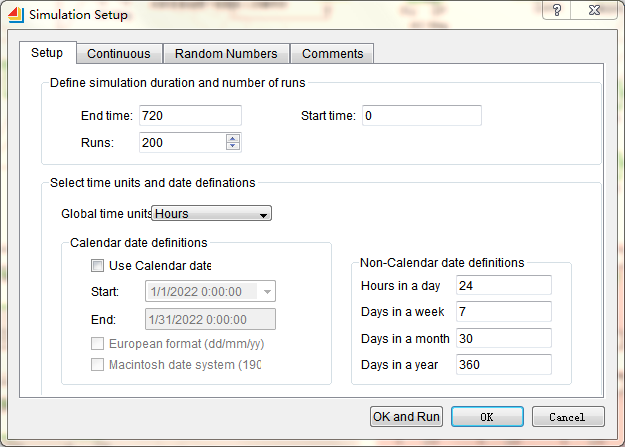 Simulation Setup
Setup Continuous Random Numbers Comments
Define simulation duration and number of runs
End time: 720 Start time: 0
Runs: 200
Select time units and date definations
Global time units Hours
Calendar date definitions
Use Calendar date
Start: 1/1/2022 0:00:00
End: 1/31/2022 0:00:00
European format (dd/mm/yy)
Macintosh date system (190
Non-Calendar date definitions
Hours in a day 24
Days in a week 7
Days in a month 30
Days in a year 360
OK and Run OK Cancel